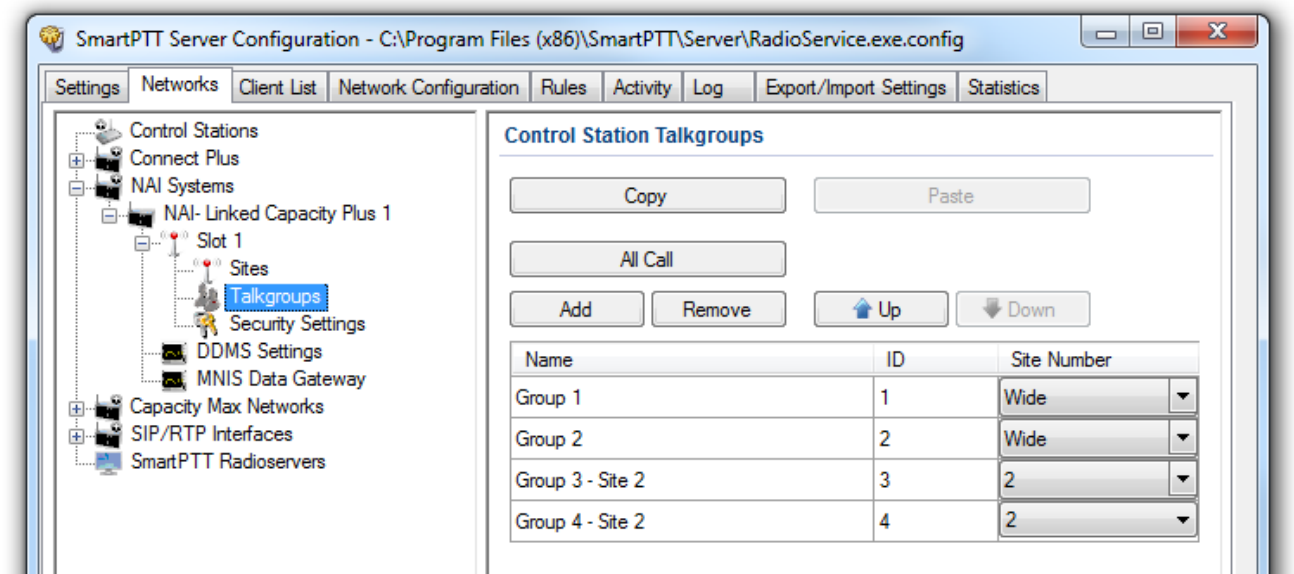 SmartPTT Server Configuration - C:\Program Files (x86)\SmartPTT\Server\RadioService.exe.config
Settings Networks Client List Network Configuration Rules Activity Log Export/Import Settings Statistics
Control Stations
Connect Plus
NAI Systems
NAI- Linked Capacity Plus 1
Slot 1
Sites
Talkgroups
Security Settings
DDMS Settings
MNIS Data Gateway
Capacity Max Networks
SIP/RTP Interfaces
SmartPTT Radioservers
Control Station Talkgroups
Copy Paste
All Call
Add Remove Up Down
Name ID Site Number
Group 1 1 Wide
Group 2 2 Wide
Group 3 - Site 2 3 2
Group 4 - Site 2 4 2